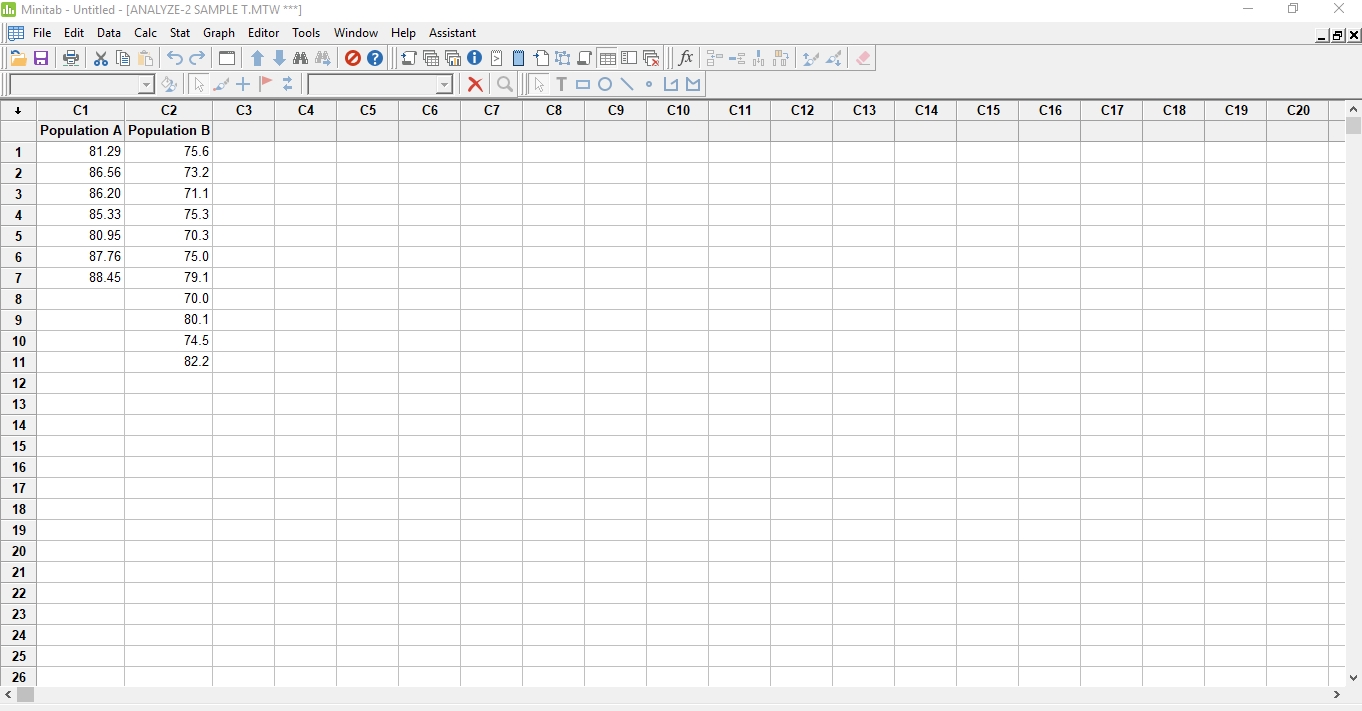 Minitab - Untitled - [ANALYZE-2 SAMPLE T.MTW ***]
File Edit Data Calc Stat Graph Editor Tools Window Help Assistant
C1 C2 C3 C4 C5 C6 C7 C8 C9 C10 C11 C12 C13 C14 C15 C16 C17 C18 C19 C20
Population A Population B
1 81.29 75.6
2 86.56 73.2
3 86.20 71.1
4 85.33 75.3
5 80.95 70.3
6 87.76 75.0
7 88.45 79.1
8 70.0
9 80.1
10 74.5
11 82.2
12
13
14
15
16
17
18
19
20
21
22
23
24
25
26